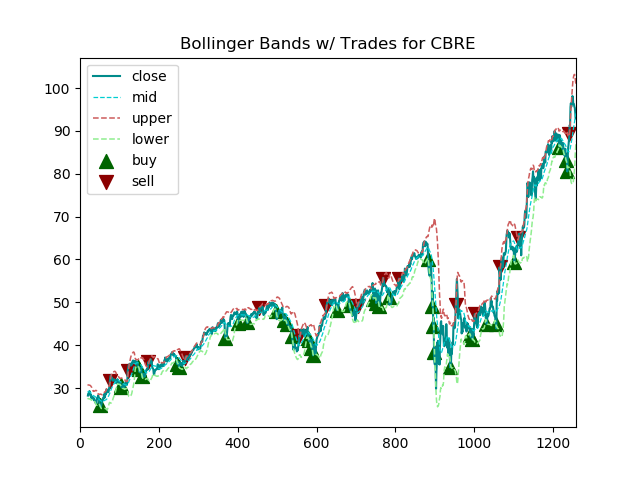 Bollinger Bands w/ Trades for CBRE
close
mid
upper
lower
buy
sell
100
90
80
70
60
50
40
30
0 200 400 600 800 1000 1200